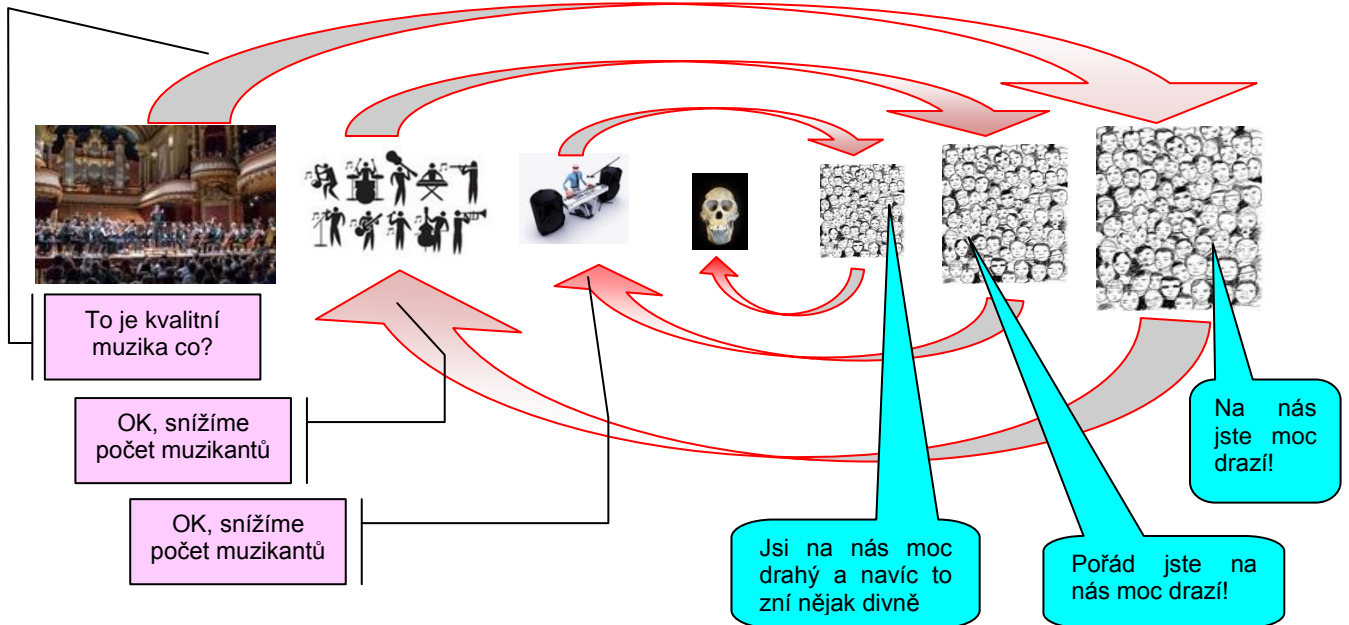 To je kvalitní
muzika co?
OK, snížíme
počet muzikantů
OK, snížíme
počet muzikantů
Na nás
jste moc
drazí!
Jsi na nás moc
drahý a navíc to
zní nějak divně
Pořád jste na
nás moc drazí!